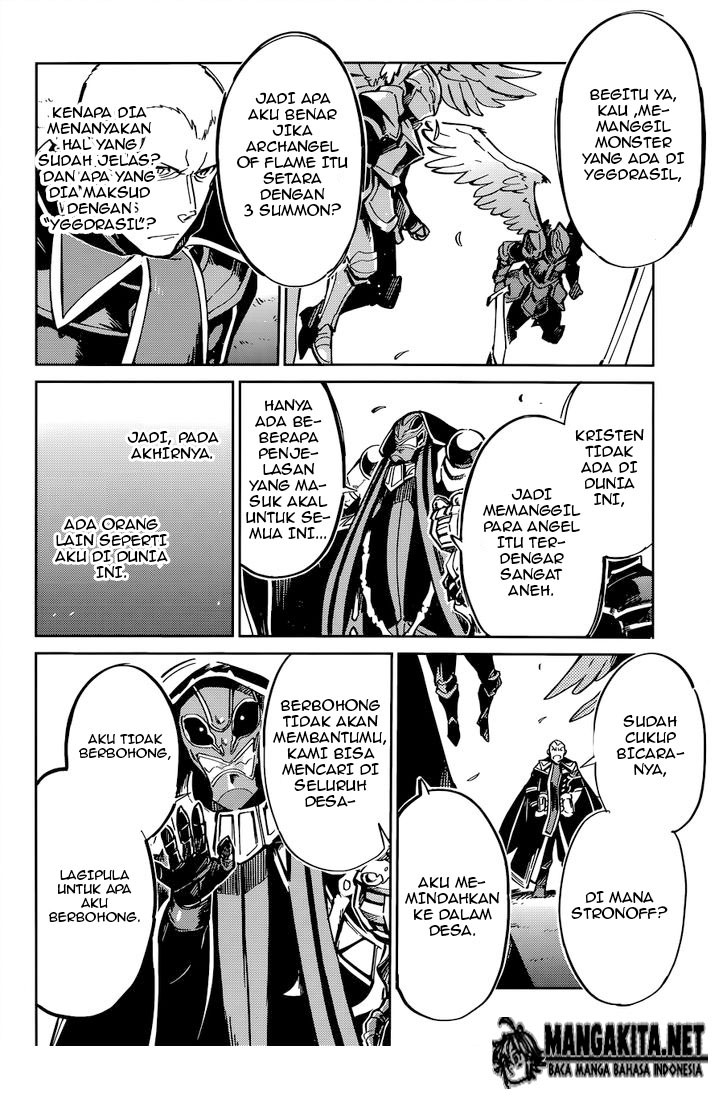 BEGITU YA,
KAU ,ME-
MANGGIL
MONSTER
YANG ADA DI
YGGDRASIL,
JADI APA
AKU BENAR
JIKA
ARCHANGEL
OF FLAME ITU
SETARA
DENGAN
3 SUMMON?
KENAPA DIA
MENANYAKAN
HAL YANG
SUDAH JELAS?
DAN APA YANG
DIA MAKSUD
DENGAN
"YGGDRASIL"?
KRISTEN
TIDAK
ADA DI
DUNIA
INI,
JADI
MEMANGGIL
PARA ANGEL
ITU TER-
DENGAR
SANGAT
ANEH.
HANYA
ADA BE-
BERAPA
PENJE-
LASAN
YANG MA-
SUK AKAL
UNTUK SE-
MUA INI...
JADI, PADA
AKHIRNYA.
ADA ORANG
LAIN SEPERTI
AKU DI DUNIA
INI.
SUDAH
CUKUP
BICARA-
NYA,
DI MANA
STRONOFF?
AKU ME-
MINDAHKAN
KE DALAM
DESA.
BERBOHONG
TIDAK AKAN
MEMBANTUMU,
KAMI BISA
MENCARI DI
SELURUH
DESA-
AKU TIDAK
BERBOHONG,
LAGIPULA
UNTUK APA
AKU
BERBOHONG.
MANGAKITA.NET
BACA MANGA BAHASA INDONESIA